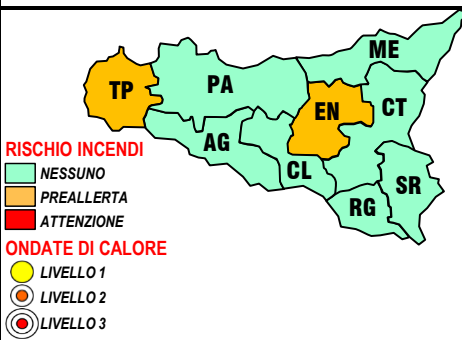 ME
TP
PA
EN
CT
AG
CL
SR
RG
RISCHIO INCENDI
NESSUNO
PREALLERTA
ATTENZIONE
ONDATE DI CALORE
LIVELLO 1
LIVELLO 2
LIVELLO 3